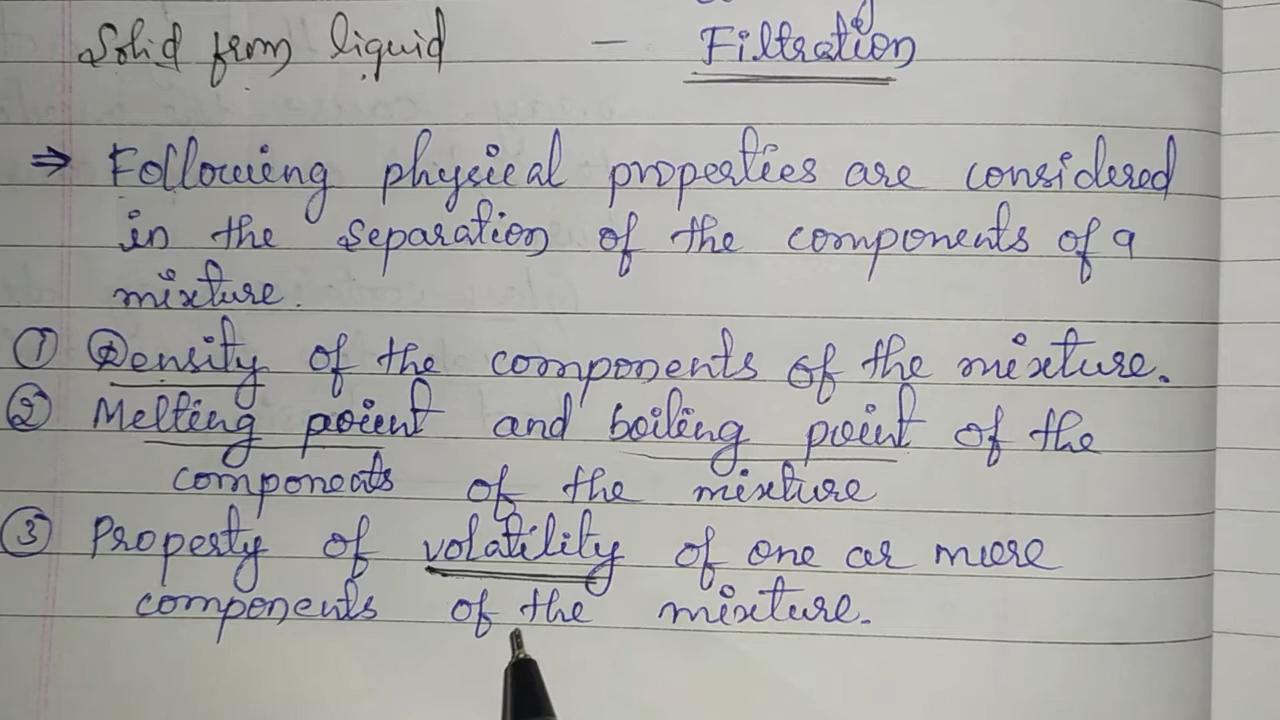 Solid from liquid — Filtration
⇒ Following physical properties are considered
in the separation of the components of a
mixture.
① Density of the components of the mixture.
② Melting point and boiling point of the
components of the mixture
③ Property of volatility of one or more
components of the mixture.